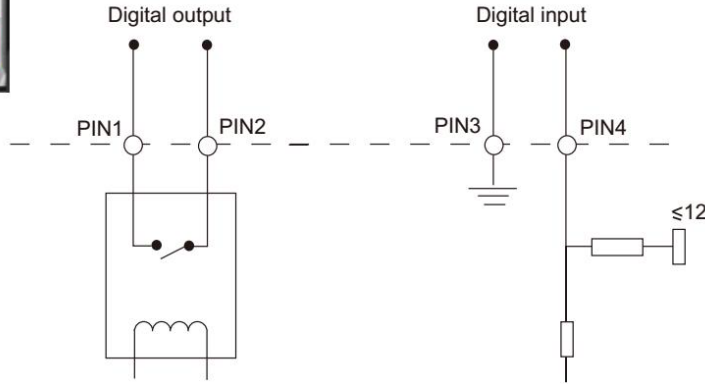 Digital output
Digital input
PIN1
PIN2
PIN3
PIN4
≤12